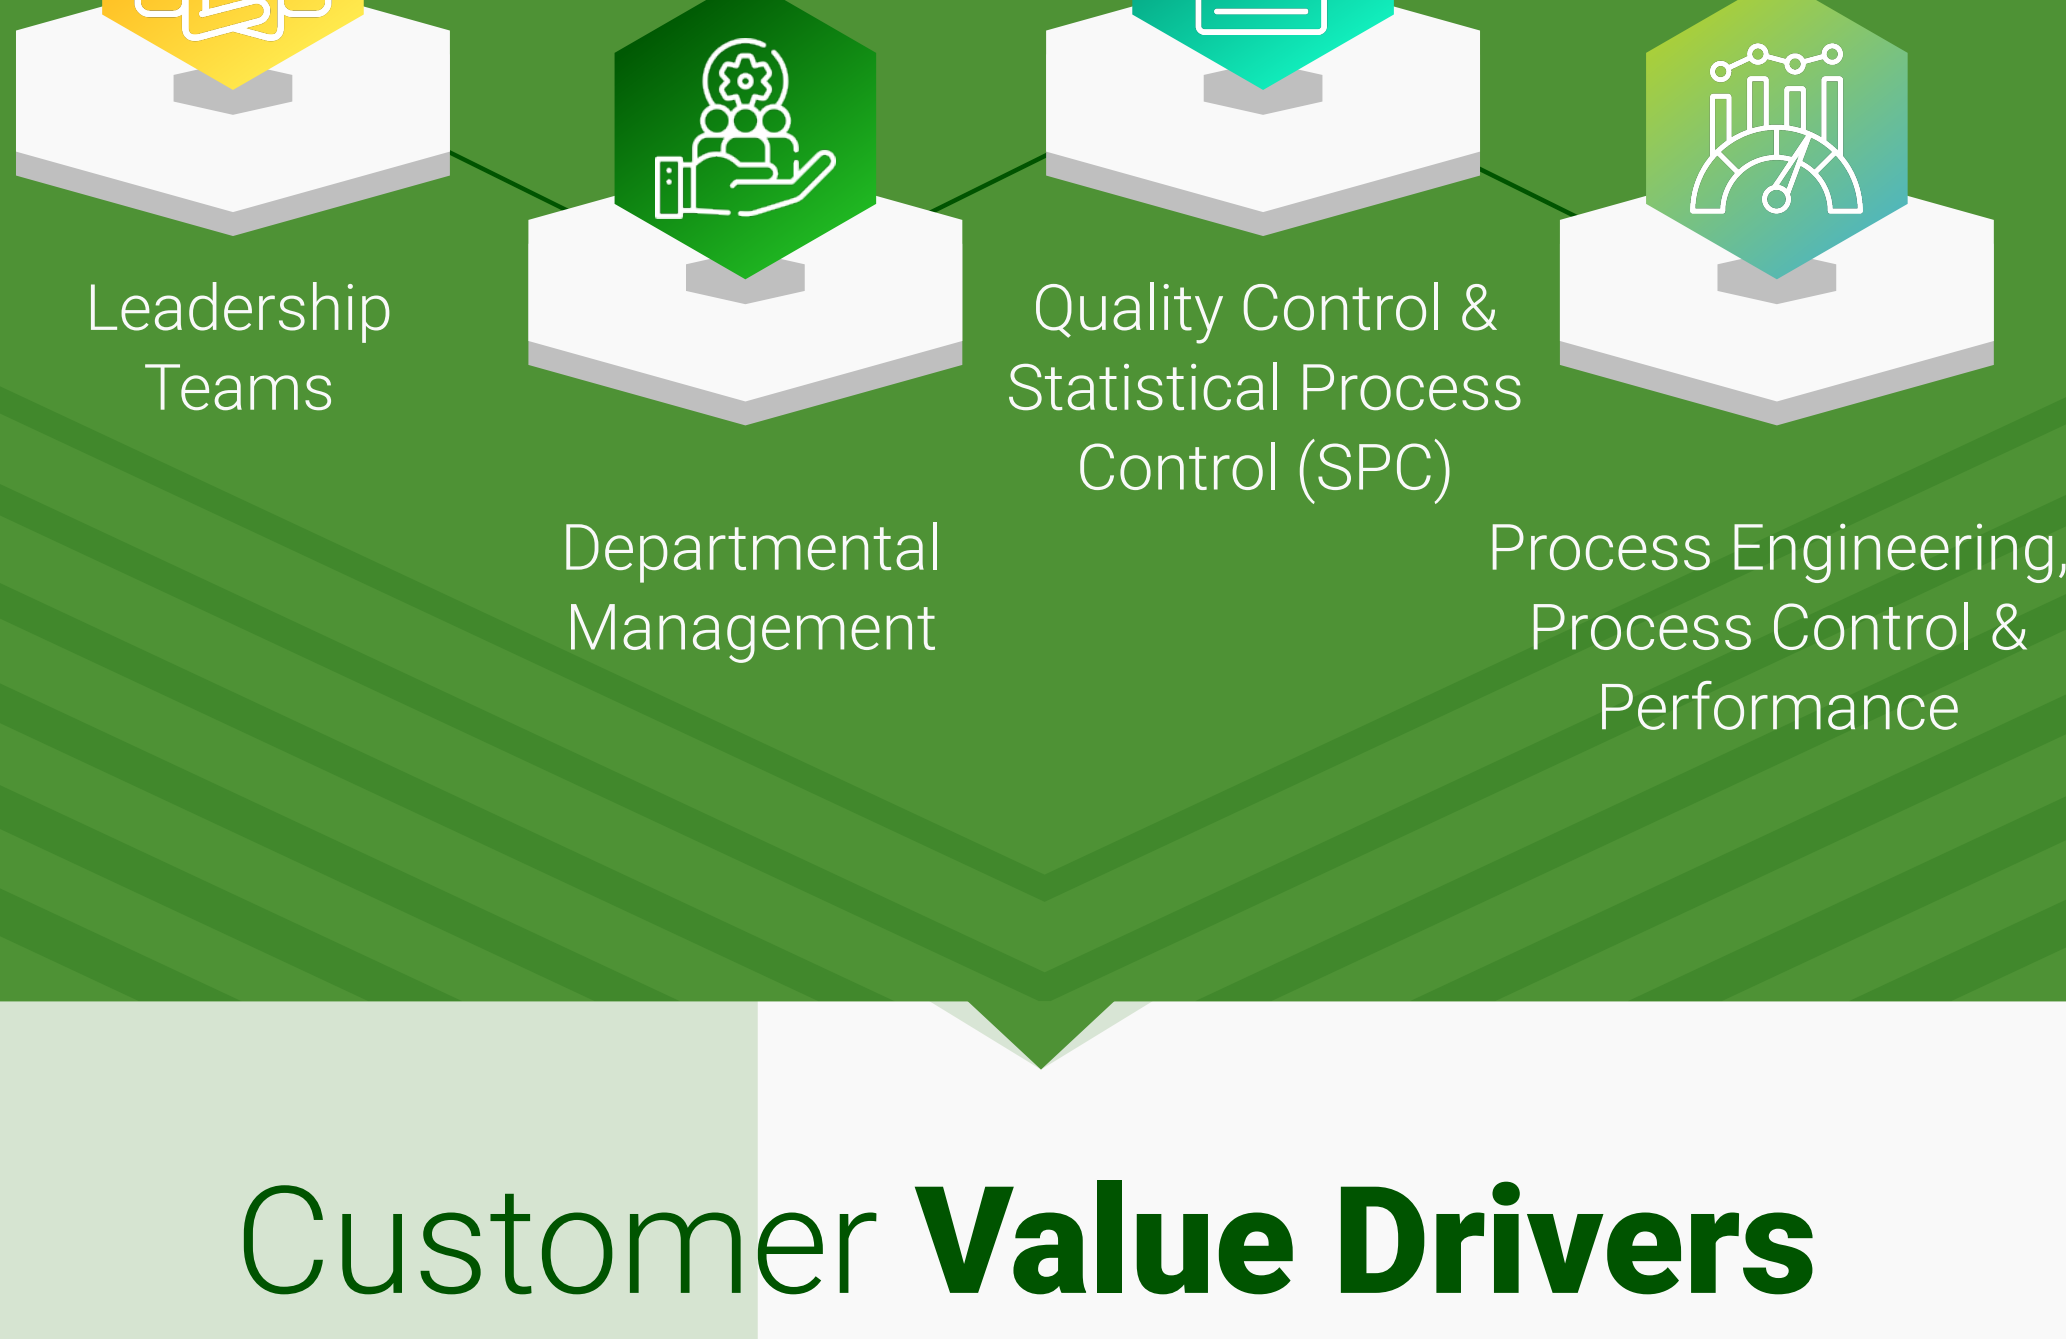 Leadership
Teams
Departmental
Management
Quality Control &
Statistical Process
Control (SPC)
Process Engineering,
Process Control &
Performance
Customer Value Drivers